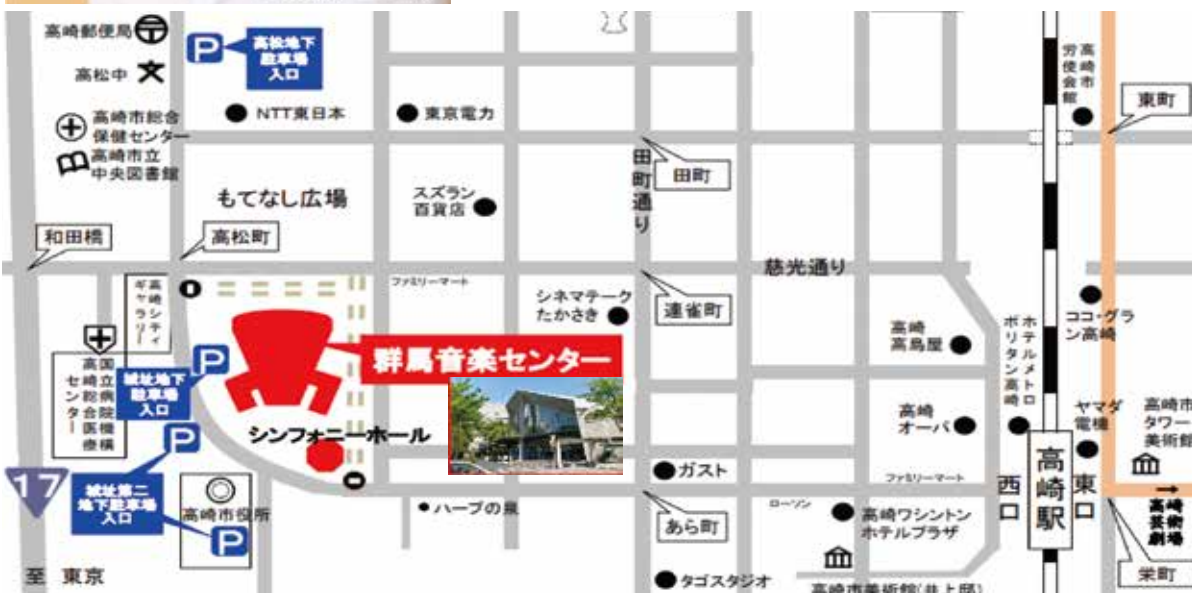 高崎郵便局
高松地下
駐車場
入口
高松中
高崎市総合
保健センター
高崎市立
中央図書館
NTT東日本
東京電力
高崎市
労使会館
東町
もてなし広場
スズラン
百貨店
田町
田町通り
和田橋
高松町
慈光通り
高崎シティ
ギャラリー
ファミリーマート
シネマテーク
たかさき
連雀町
高崎
高島屋
ホテルメトロ
ポリタン高崎
ココ・グラ
ン高崎
群馬音楽センター
国立病院機構
高崎総合医療
センター
城址地下
駐車場
入口
シンフォニーホール
高崎
オーパ
ヤマダ
電機
高崎市
タワー
美術館
17
城址第二
地下駐車場
入口
高崎市役所
ハープの泉
ガスト
ファミリーマート
あら町
ローソン
高崎ワシントン
ホテルプラザ
西口
高崎駅
東口
高崎
芸術
劇場
至 東京
タゴスタジオ
高崎市美術館(井上邸)
栄町
P
P
P
P